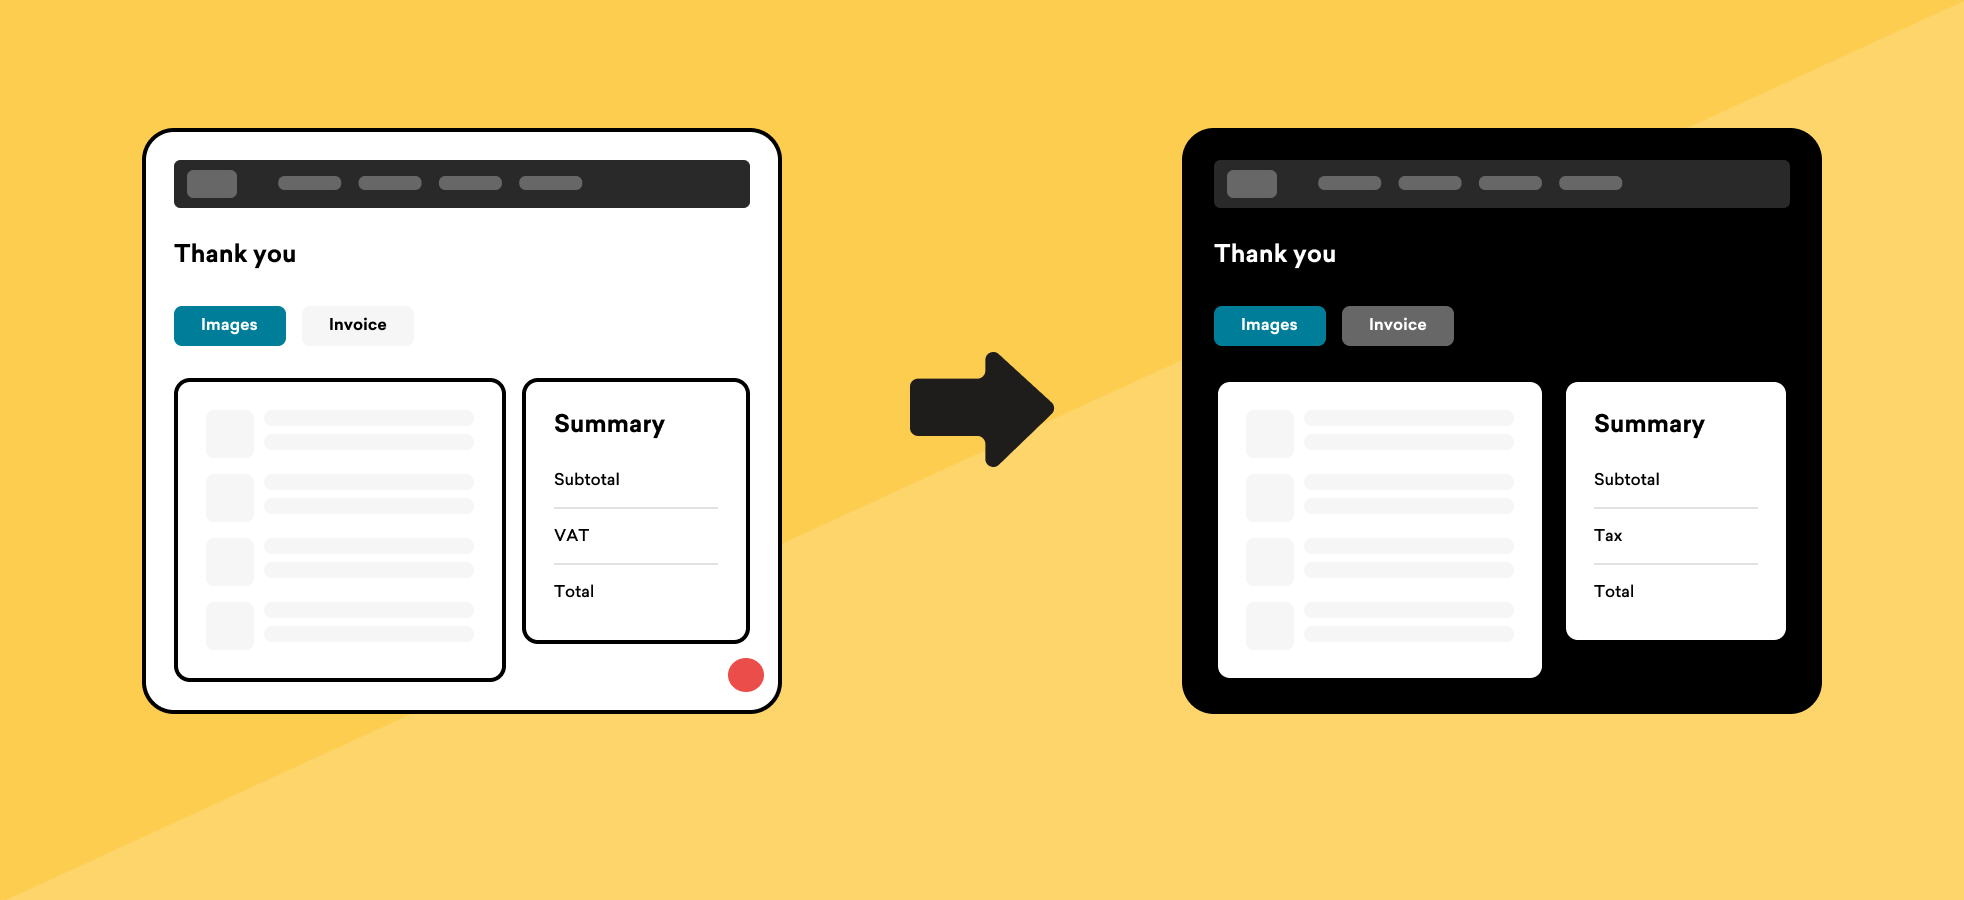 Thank you
Images
Invoice
Summary
Subtotal
VAT
Total
Thank you
Images
Invoice
Summary
Subtotal
Tax
Total